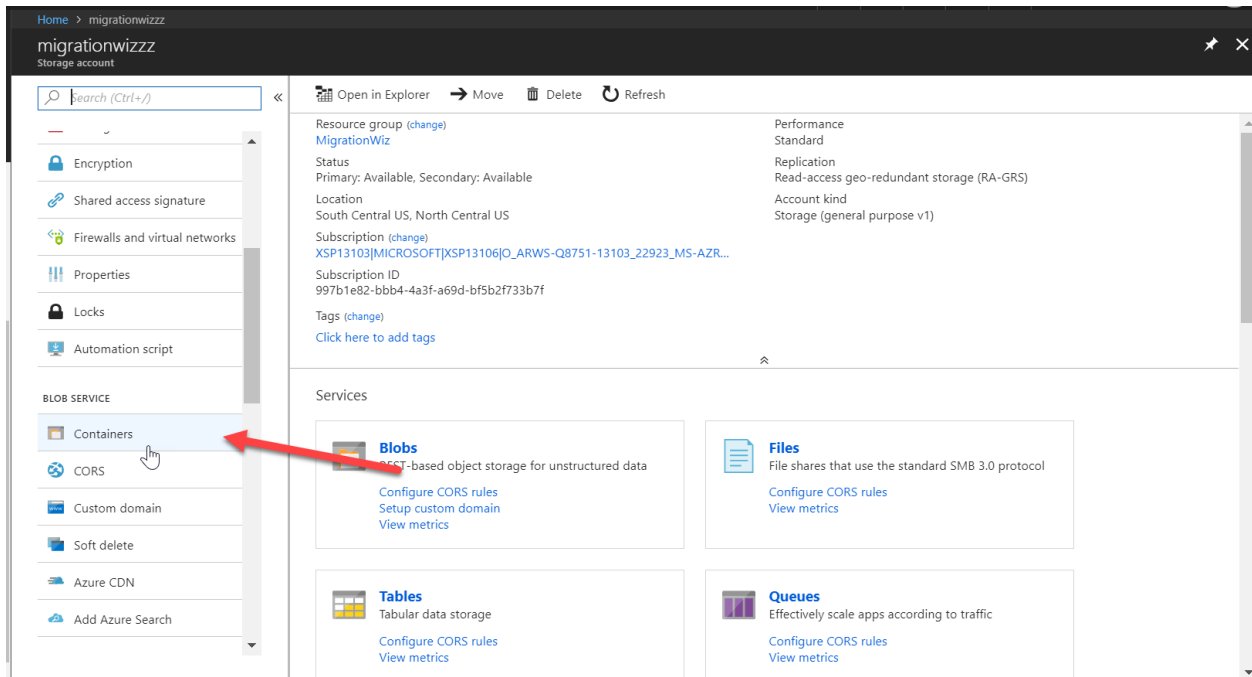 Home > migrationwizzz
migrationwizzz
Storage account
Search (Ctrl+/)
«
Encryption
Shared access signature
Firewalls and virtual networks
Properties
Locks
Automation script
BLOB SERVICE
Containers
CORS
Custom domain
Soft delete
Azure CDN
Add Azure Search
Open in Explorer Move Delete Refresh
Resource group (change)
MigrationWiz
Status
Primary: Available, Secondary: Available
Location
South Central US, North Central US
Subscription (change)
XSP13103|MICROSOFT|XSP13106|O_ARWS-Q8751-13103_22923_MS-AZR...
Subscription ID
997b1e82-bbb4-4a3f-a69d-bf5b2f733b7f
Tags (change)
Click here to add tags
Performance
Standard
Replication
Read-access geo-redundant storage (RA-GRS)
Account kind
Storage (general purpose v1)
Services
Blobs
REST-based object storage for unstructured data
Configure CORS rules
Setup custom domain
View metrics
Files
File shares that use the standard SMB 3.0 protocol
Configure CORS rules
View metrics
Tables
Tabular data storage
Configure CORS rules
View metrics
Queues
Effectively scale apps according to traffic
Configure CORS rules
View metrics